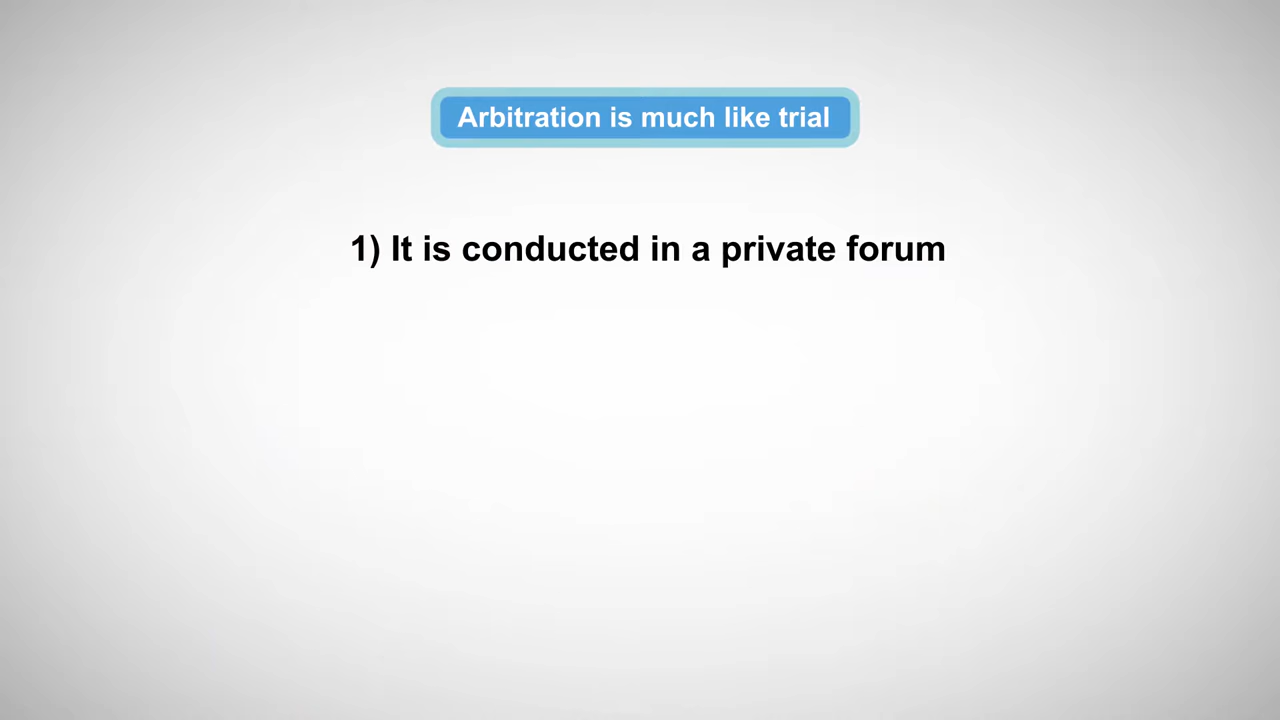 Arbitration is much like trial
1) It is conducted in a private forum